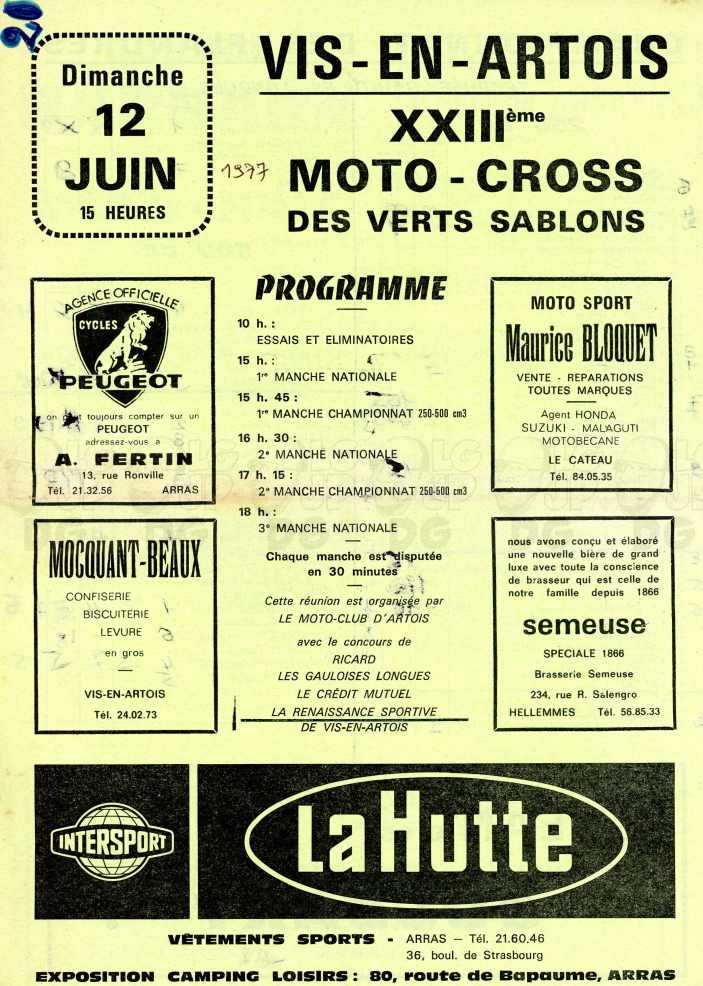 20
Dimanche
12
JUIN
15 HEURES
1977
VIS-EN-ARTOIS
XXIIIème
MOTO-CROSS
DES VERTS SABLONS
AGENCE OFFICIELLE
CYCLES
PEUGEOT
on peut toujours compter sur un
PEUGEOT
adressez-vous a
A. FERTIN
13, rue Ronville
Tél. 21.32.56 ARRAS
MOCQUANT-BEAUX
CONFISERIE
BISCUITERIE
LEVURE
en gros
VIS-EN-ARTOIS
Tél. 24.02.73
PROGRAMME
10 h. :
ESSAIS ET ELIMINATOIRES
15 h. :
1re MANCHE NATIONALE
15 h. 45 :
1re MANCHE CHAMPIONNAT 250-500 cm3
16 h. 30 :
2e MANCHE NATIONALE
17 h. 15 :
2e MANCHE CHAMPIONNAT 250-500 cm3
18 h. :
3e MANCHE NATIONALE
Chaque manche est disputée
en 30 minutes
Cette réunion est organisée par
LE MOTO-CLUB D'ARTOIS
avec le concours de
RICARD
LES GAULOISES LONGUES
LE CRÉDIT MUTUEL
LA RENAISSANCE SPORTIVE
DE VIS-EN-ARTOIS
MOTO SPORT
Maurice BLOQUET
VENTE - REPARATIONS
TOUTES MARQUES
Agent HONDA
SUZUKI - MALAGUTI
MOTOBECANE
LE CATEAU
Tél. 84.05.35
nous avons conçu et élaboré
une nouvelle bière de grand
luxe avec toute la conscience
de brasseur qui est celle de
notre famille depuis 1866
semeuse
SPECIALE 1866
Brasserie Semeuse
234, rue R. Salengro
HELLEMMES Tél. 56.85.33
INTERSPORT
La Hutte
VÊTEMENTS SPORTS - ARRAS — Tél. 21.60.46
36, boul. de Strasbourg
EXPOSITION CAMPING LOISIRS : 80, route de Bapaume, ARRAS